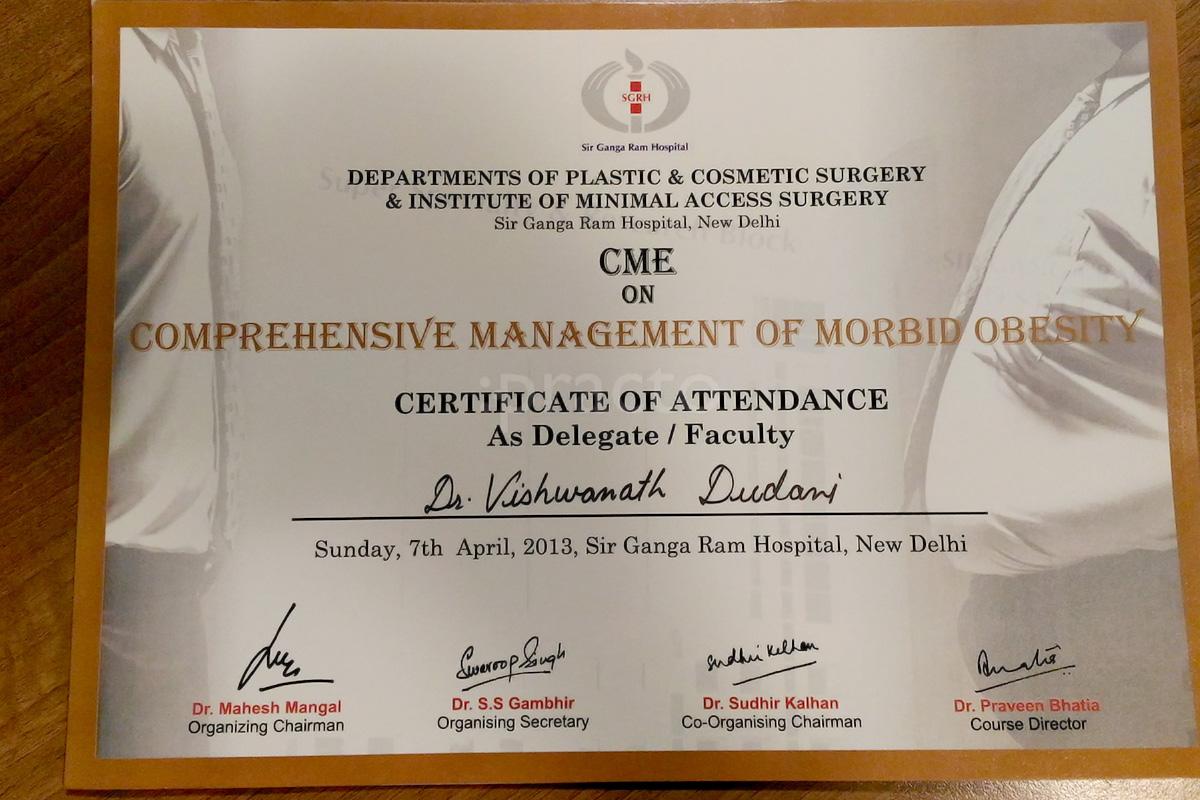 SGRH
Sir Ganga Ram Hospital
DEPARTMENTS OF PLASTIC & COSMETIC SURGERY
& INSTITUTE OF MINIMAL ACCESS SURGERY
Sir Ganga Ram Hospital, New Delhi
CME
ON
COMPREHENSIVE MANAGEMENT OF MORBID OBESITY
CERTIFICATE OF ATTENDANCE
As Delegate / Faculty
Dr. Vishwanath Dudani
Sunday, 7th April, 2013, Sir Ganga Ram Hospital, New Delhi
Swaroop Singh
Sudhir Kalhan
Dr. Mahesh Mangal
Organizing Chairman
Dr. S.S Gambhir
Organising Secretary
Dr. Sudhir Kalhan
Co-Organising Chairman
Dr. Praveen Bhatia
Course Director